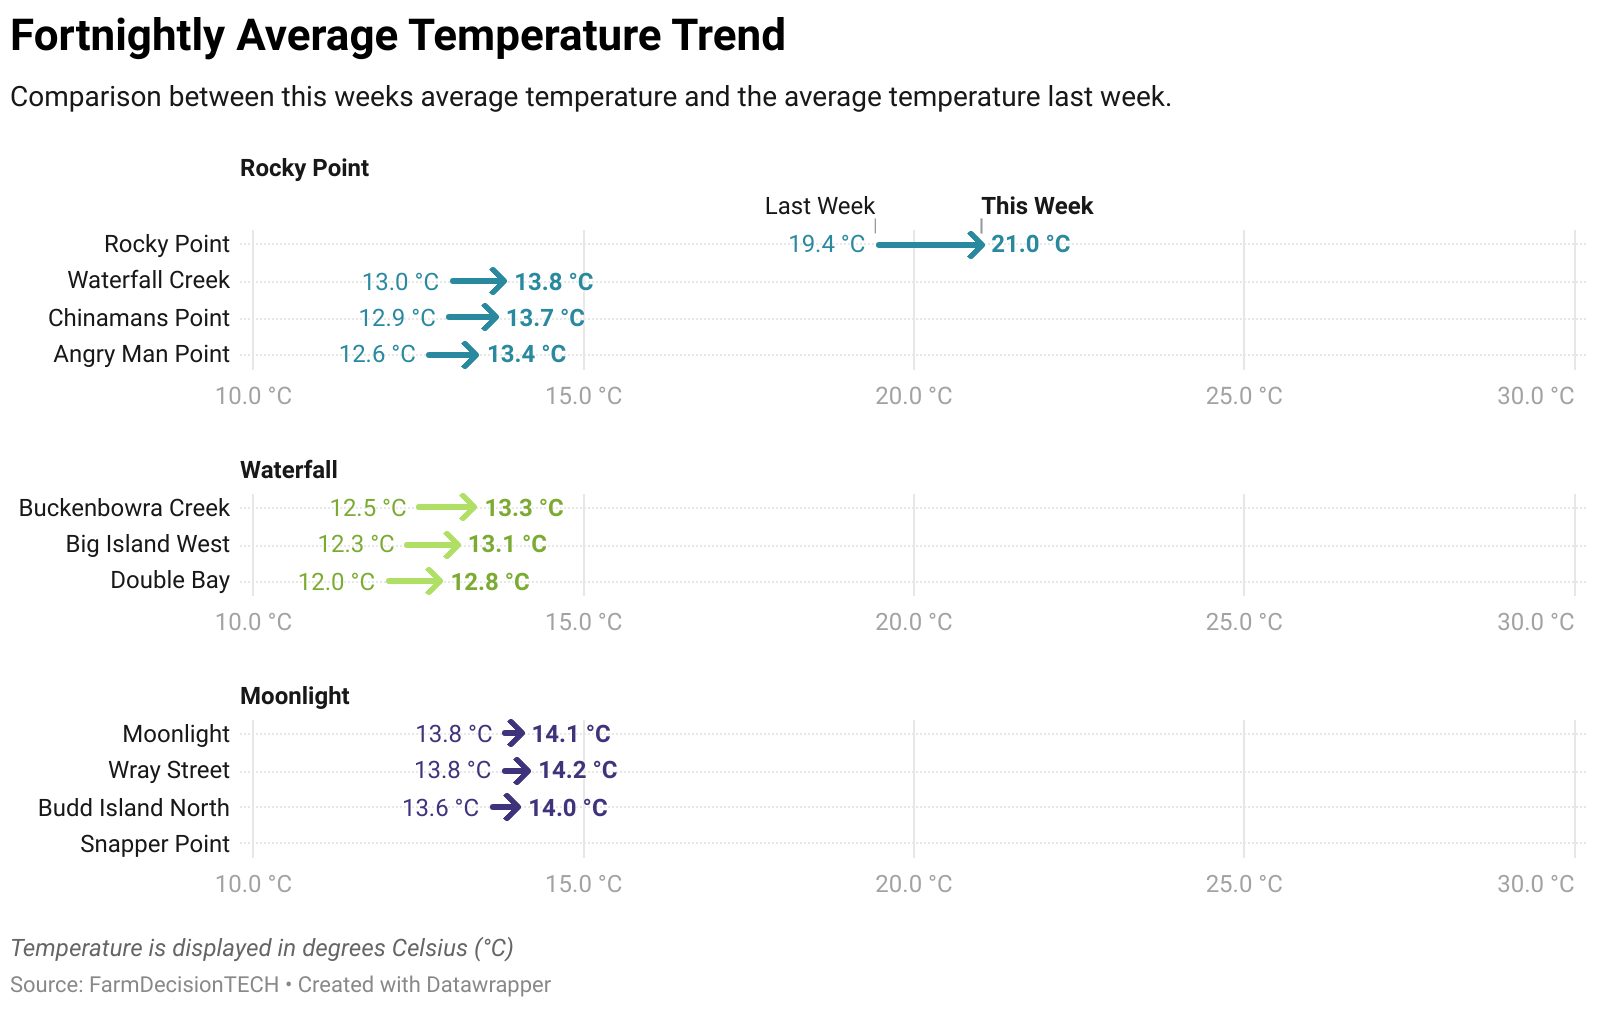 Fortnightly Average Temperature Trend
Comparison between this weeks average temperature and the average temperature last week.
Rocky Point
Last Week This Week
Rocky Point 19.4 °C 21.0 °C
Waterfall Creek 13.0 °C 13.8 °C
Chinamans Point 12.9 °C 13.7 °C
Angry Man Point 12.6 °C 13.4 °C
10.0 °C 15.0 °C 20.0 °C 25.0 °C 30.0 °C
Waterfall
Buckenbowra Creek 12.5 °C 13.3 °C
Big Island West 12.3 °C 13.1 °C
Double Bay 12.0 °C 12.8 °C
10.0 °C 15.0 °C 20.0 °C 25.0 °C 30.0 °C
Moonlight
Moonlight 13.8 °C 14.1 °C
Wray Street 13.8 °C 14.2 °C
Budd Island North 13.6 °C 14.0 °C
Snapper Point
10.0 °C 15.0 °C 20.0 °C 25.0 °C 30.0 °C
Temperature is displayed in degrees Celsius (°C)
Source: FarmDecisionTECH • Created with Datawrapper